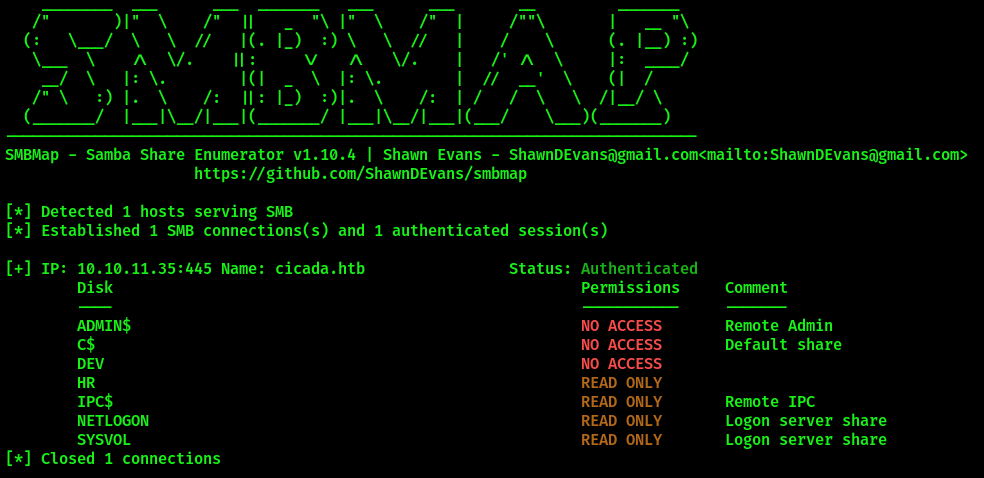 SMBMAP
SMBMap - Samba Share Enumerator v1.10.4 | Shawn Evans - ShawnDEvans@gmail.com<mailto:ShawnDEvans@gmail.com>
https://github.com/ShawnDEvans/smbmap
[*] Detected 1 hosts serving SMB
[*] Established 1 SMB connections(s) and 1 authenticated session(s)
[+] IP: 10.10.11.35:445 Name: cicada.htb Status: Authenticated
Disk Permissions Comment
---- ----------- -------
ADMIN$ NO ACCESS Remote Admin
C$ NO ACCESS Default share
DEV NO ACCESS
HR READ ONLY
IPC$ READ ONLY Remote IPC
NETLOGON READ ONLY Logon server share
SYSVOL READ ONLY Logon server share
[*] Closed 1 connections